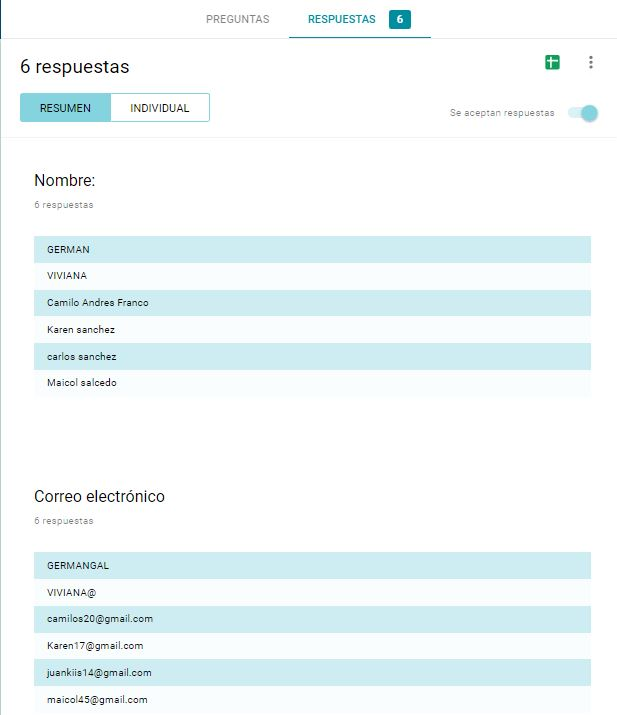 PREGUNTAS RESPUESTAS 6
6 respuestas
RESUMEN INDIVIDUAL
Se aceptan respuestas
Nombre:
6 respuestas
GERMAN
VIVIANA
Camilo Andres Franco
Karen sanchez
carlos sanchez
Maicol salcedo
Correo electrónico
6 respuestas
GERMANGAL
VIVIANA@
camilos20@gmail.com
Karen17@gmail.com
juankiis14@gmail.com
maicol45@gmail.com